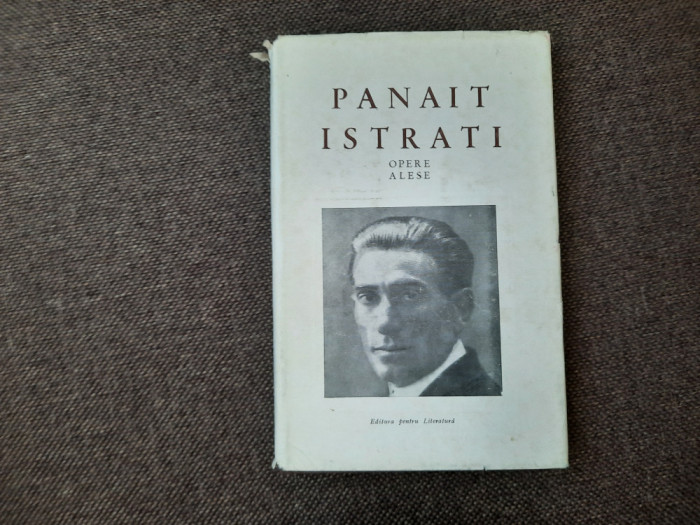 PANAIT
ISTRATI
OPERE
ALESE
Editura pentru Literatură